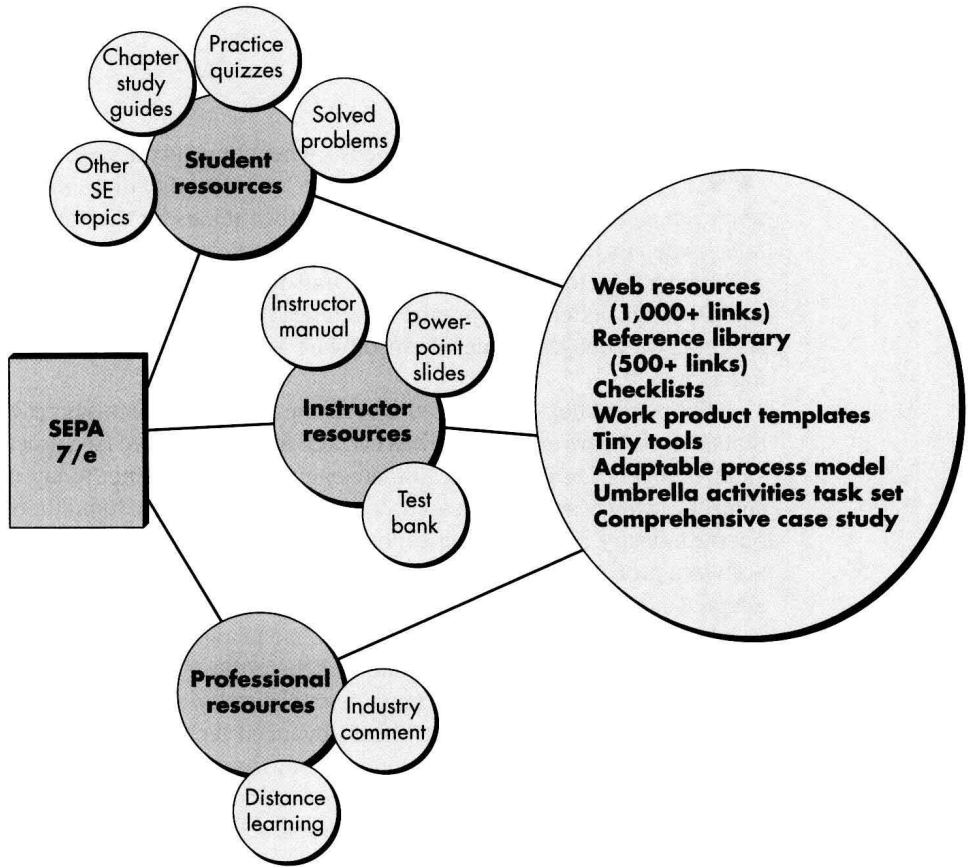 Practice
quizzes
Chapter
study
guides
Solved
problems
Student
resources
Other
SE
topics
Instructor
manual
Power-
point
slides
Instructor
resources
Test
bank
SEPA
7/e
Professional
resources
Industry
comment
Distance
learning
Web resources
(1,000+ links)
Reference library
(500+ links)
Checklists
Work product templates
Tiny tools
Adaptable process model
Umbrella activities task set
Comprehensive case study